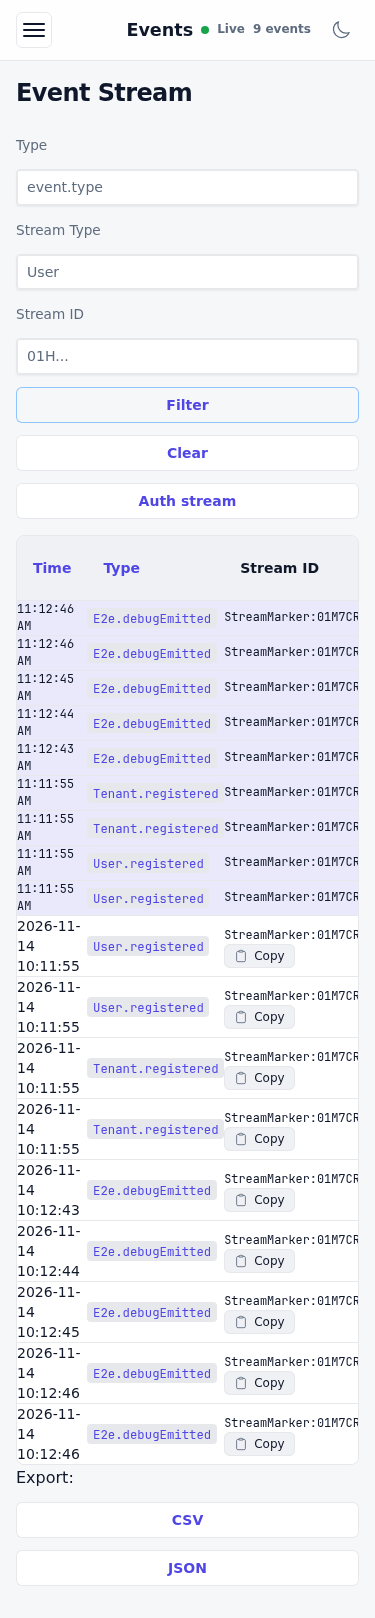 Events Live 9 events
Event Stream
Type
event.type
Stream Type
User
Stream ID
01H...
Filter
Clear
Auth stream
Time Type Stream ID
11:12:46 AM E2e.debugEmitted StreamMarker:01M7CR
11:12:46 AM E2e.debugEmitted StreamMarker:01M7CR
11:12:45 AM E2e.debugEmitted StreamMarker:01M7CR
11:12:44 AM E2e.debugEmitted StreamMarker:01M7CR
11:12:43 AM E2e.debugEmitted StreamMarker:01M7CR
11:11:55 AM Tenant.registered StreamMarker:01M7CR
11:11:55 AM Tenant.registered StreamMarker:01M7CR
11:11:55 AM User.registered StreamMarker:01M7CR
11:11:55 AM User.registered StreamMarker:01M7CR
2026-11-14 10:11:55 User.registered StreamMarker:01M7CR Copy
2026-11-14 10:11:55 User.registered StreamMarker:01M7CR Copy
2026-11-14 10:11:55 Tenant.registered StreamMarker:01M7CR Copy
2026-11-14 10:11:55 Tenant.registered StreamMarker:01M7CR Copy
2026-11-14 10:12:43 E2e.debugEmitted StreamMarker:01M7CR Copy
2026-11-14 10:12:44 E2e.debugEmitted StreamMarker:01M7CR Copy
2026-11-14 10:12:45 E2e.debugEmitted StreamMarker:01M7CR Copy
2026-11-14 10:12:46 E2e.debugEmitted StreamMarker:01M7CR Copy
2026-11-14 10:12:46 E2e.debugEmitted StreamMarker:01M7CR Copy
Export:
CSV
JSON